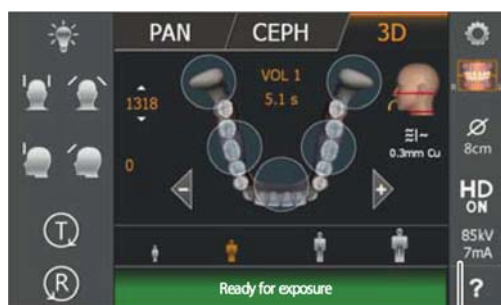 PAN
CEPH
3D
VOL 1
5.1 s
1318
0
0.3mm Cu
8cm
HD
ON
85kV
7mA
T
R
Ready for exposure
?